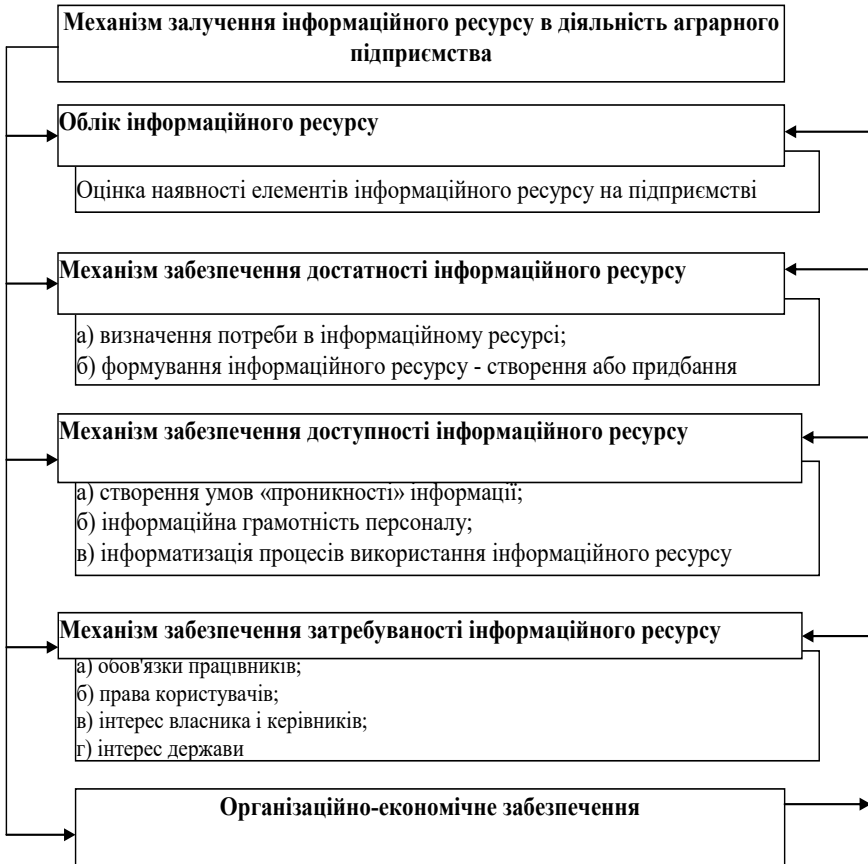 Механізм залучення інформаційного ресурсу в діяльність аграрного
підприємства
Облік інформаційного ресурсу
Оцінка наявності елементів інформаційного ресурсу на підприємстві
Механізм забезпечення достатності інформаційного ресурсу
а) визначення потреби в інформаційному ресурсі;
б) формування інформаційного ресурсу - створення або придбання
Механізм забезпечення доступності інформаційного ресурсу
а) створення умов «проникності» інформації;
б) інформаційна грамотність персоналу;
в) інформатизація процесів використання інформаційного ресурсу
Механізм забезпечення затребуваності інформаційного ресурсу
а) обов'язки працівників;
б) права користувачів;
в) інтерес власника і керівників;
г) інтерес держави
Організаційно-економічне забезпечення